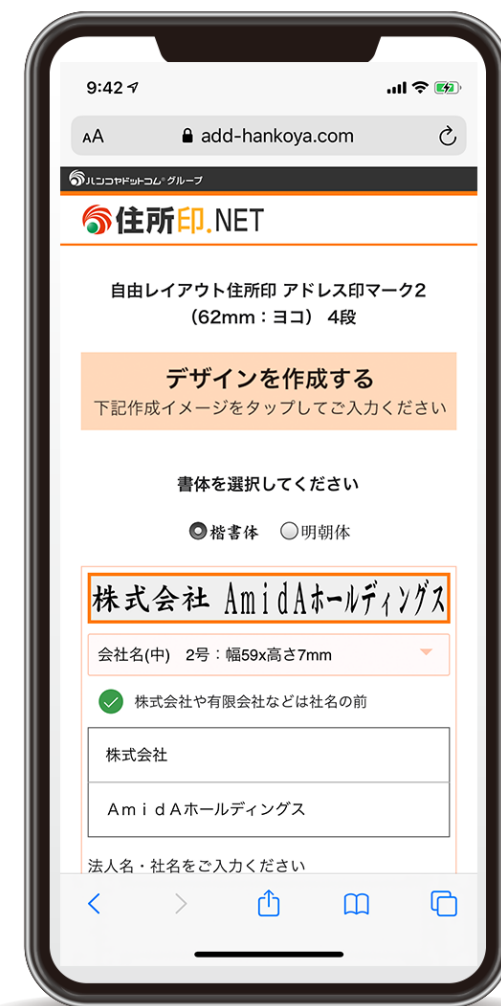 9:42
AA add-hankoya.com
ハンコヤドットコム®グループ
住所印.NET
自由レイアウト住所印 アドレス印マーク2
（62mm：ヨコ） 4段
デザインを作成する
下記作成イメージをタップしてご入力ください
書体を選択してください
楷書体 明朝体
株式会社 AmidAホールディングス
会社名(中) 2号：幅59x高さ7mm
株式会社や有限会社などは社名の前
株式会社
ＡｍｉｄＡホールディングス
法人名・社名をご入力ください